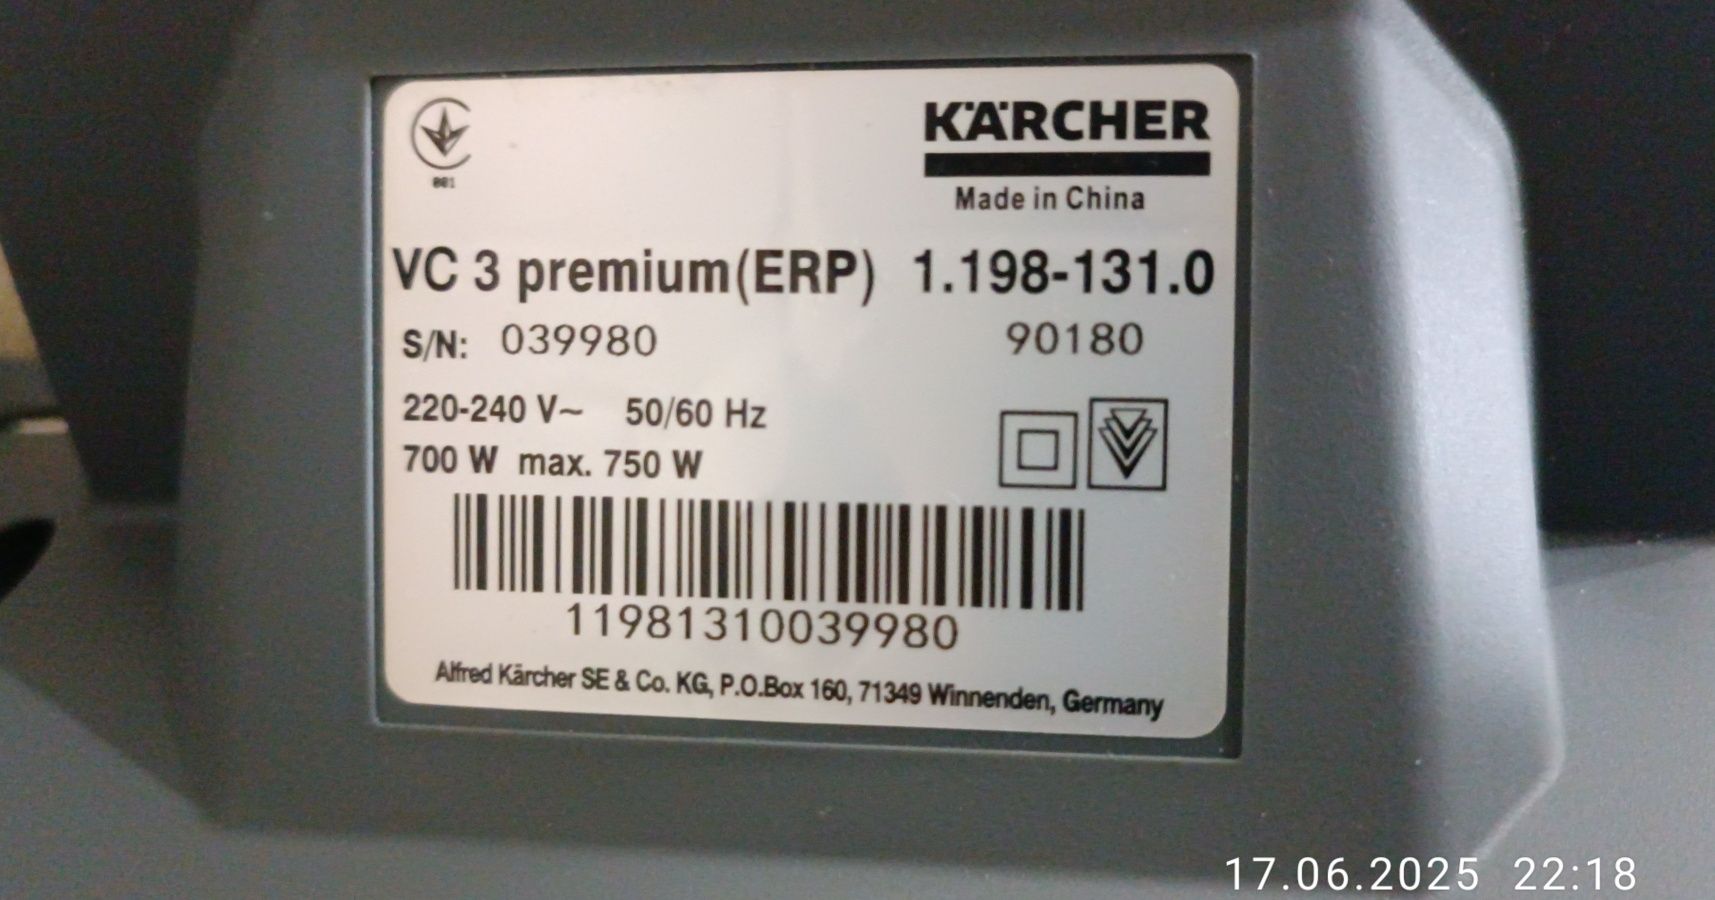 KÄRCHER
Made in China
001
VC 3 premium(ERP) 1.198-131.0
S/N: 039980 90180
220-240 V~ 50/60 Hz
700 W max. 750 W
11981310039980
Alfred Kärcher SE & Co. KG, P.O.Box 160, 71349 Winnenden, Germany
17.06.2025 22:18